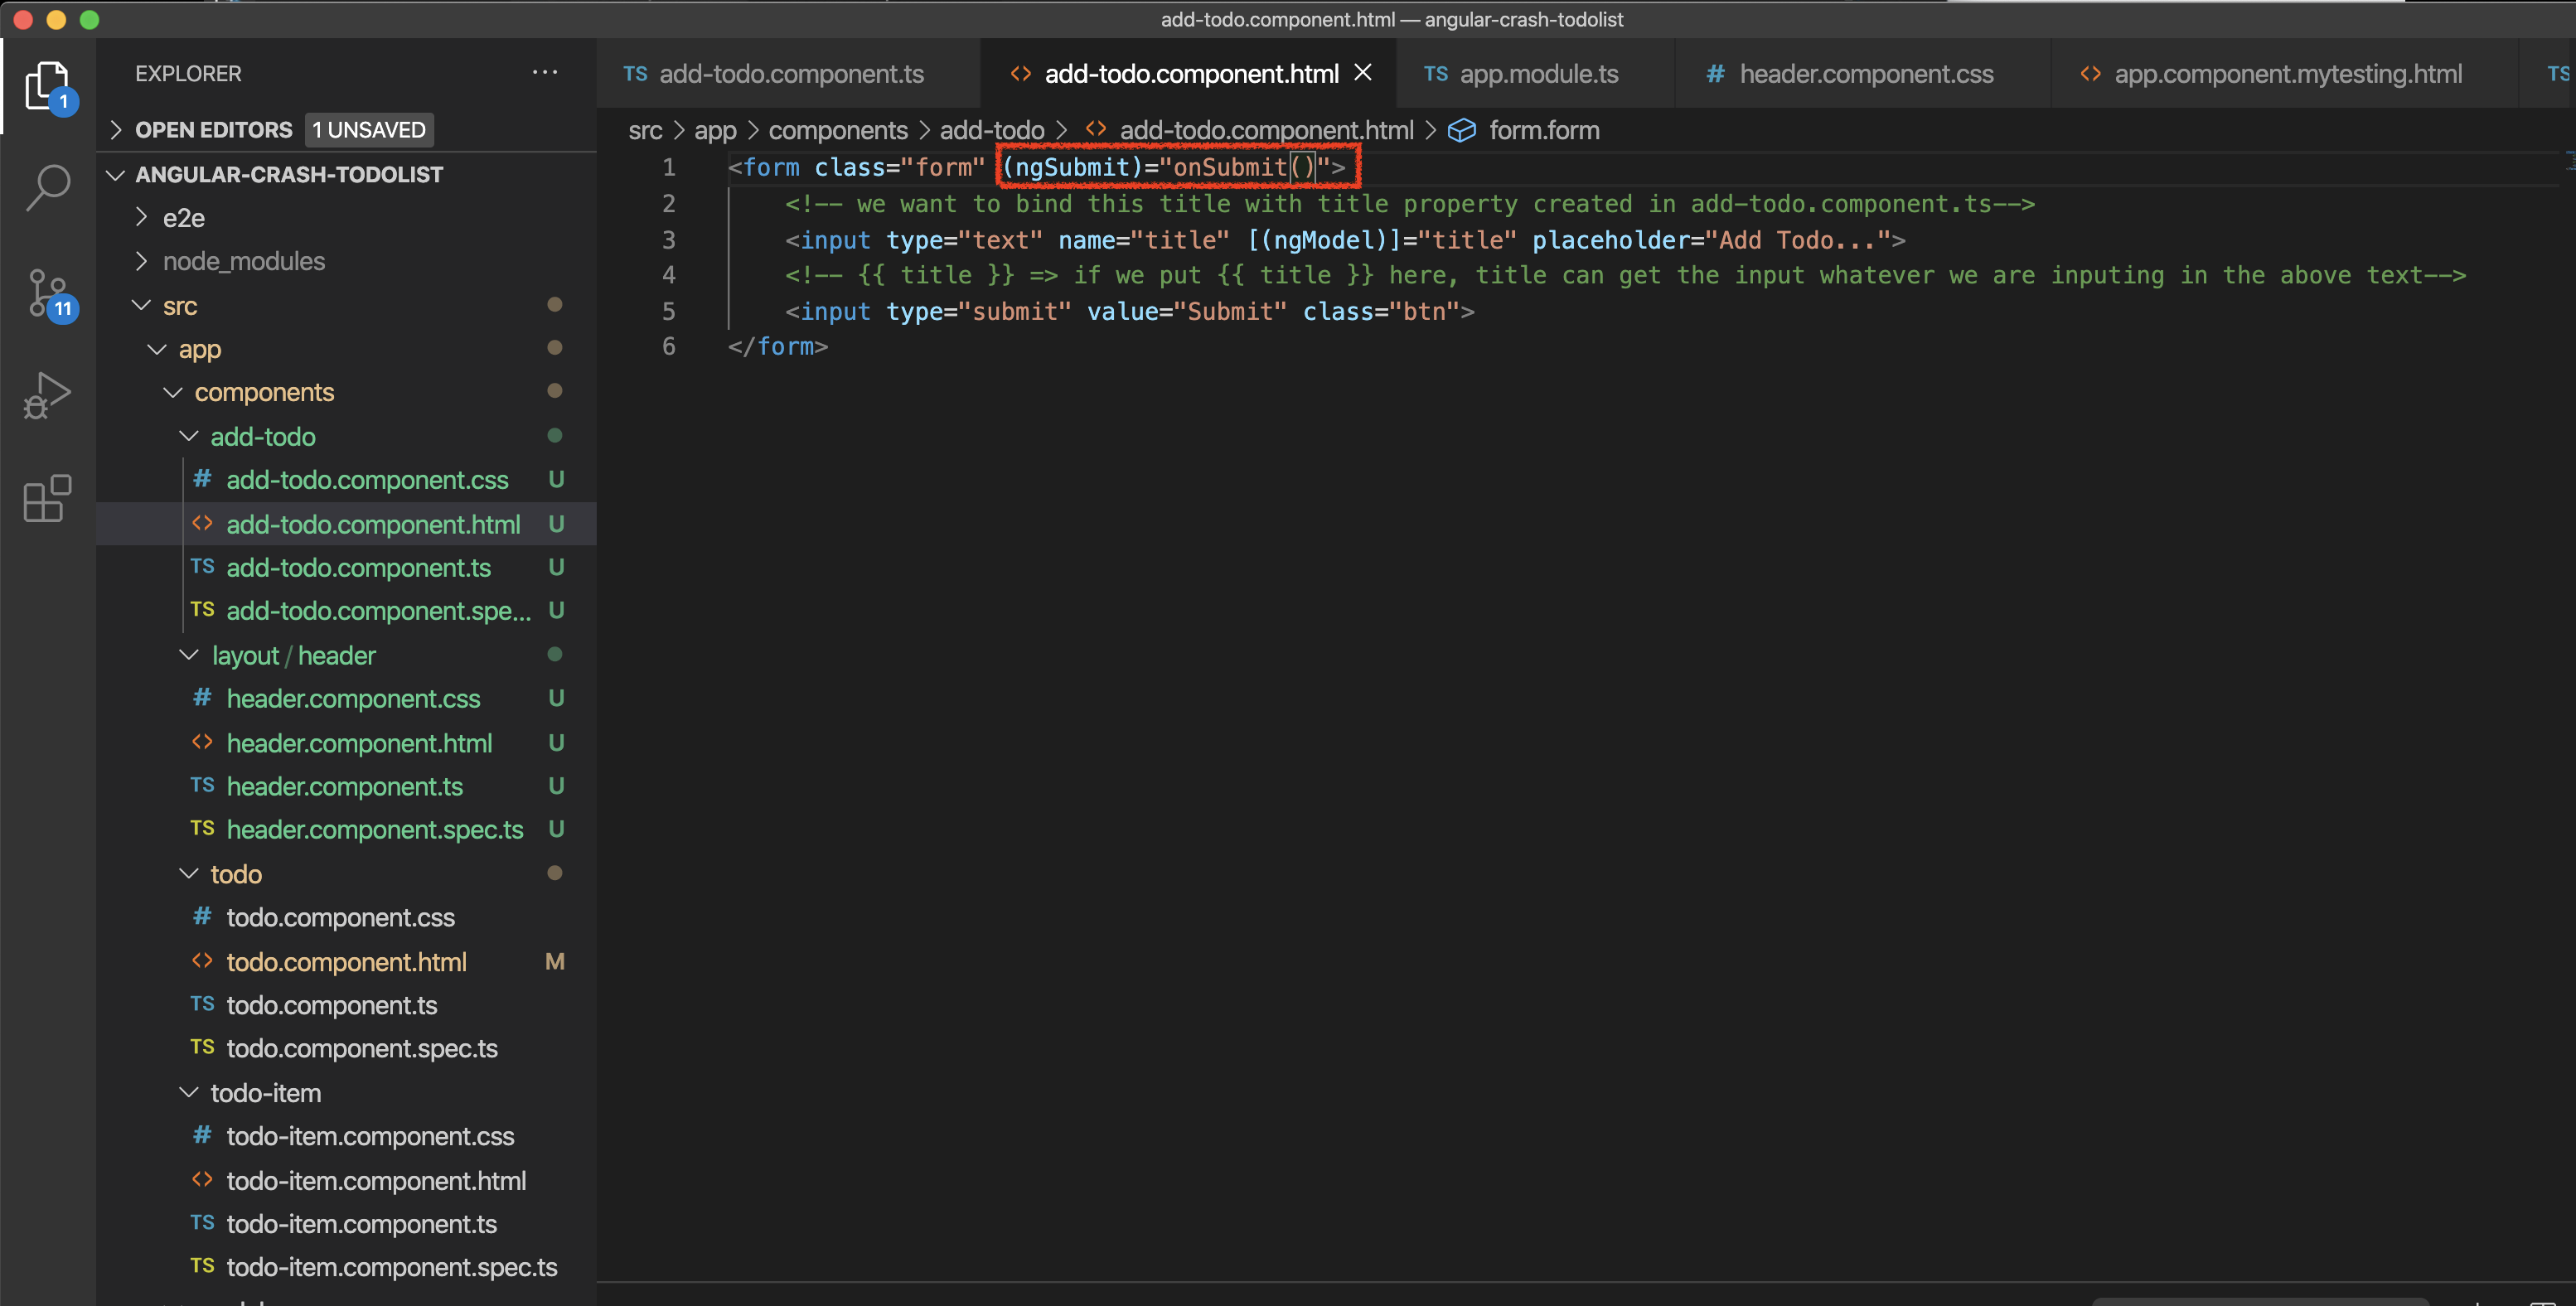 add-todo.component.html — angular-crash-todolist
EXPLORER
TS add-todo.component.ts
<> add-todo.component.html
TS app.module.ts
# header.component.css
<> app.component.mytesting.html
TS
1
OPEN EDITORS 1 UNSAVED
src > app > components > add-todo > <> add-todo.component.html > form.form
ANGULAR-CRASH-TODOLIST
e2e
node_modules
src
app
components
add-todo
# add-todo.component.css U
<> add-todo.component.html U
TS add-todo.component.ts U
TS add-todo.component.spe... U
layout / header
# header.component.css U
<> header.component.html U
TS header.component.ts U
TS header.component.spec.ts U
todo
# todo.component.css
<> todo.component.html M
TS todo.component.ts
TS todo.component.spec.ts
todo-item
# todo-item.component.css
<> todo-item.component.html
TS todo-item.component.ts
TS todo-item.component.spec.ts
11
1 <form class="form" (ngSubmit)="onSubmit()">
2 <!-- we want to bind this title with title property created in add-todo.component.ts-->
3 <input type="text" name="title" [(ngModel)]="title" placeholder="Add Todo...">
4 <!-- {{ title }} => if we put {{ title }} here, title can get the input whatever we are inputing in the above text-->
5 <input type="submit" value="Submit" class="btn">
6 </form>